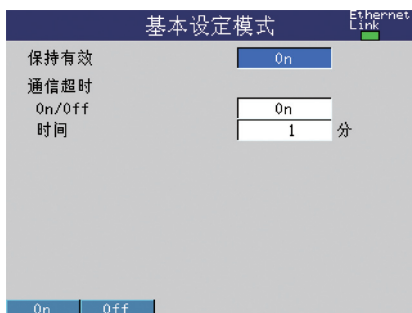 基本设定模式
Ethernet
Link
保持有效 On
通信超时
On/Off On
时间 1 分
On Off